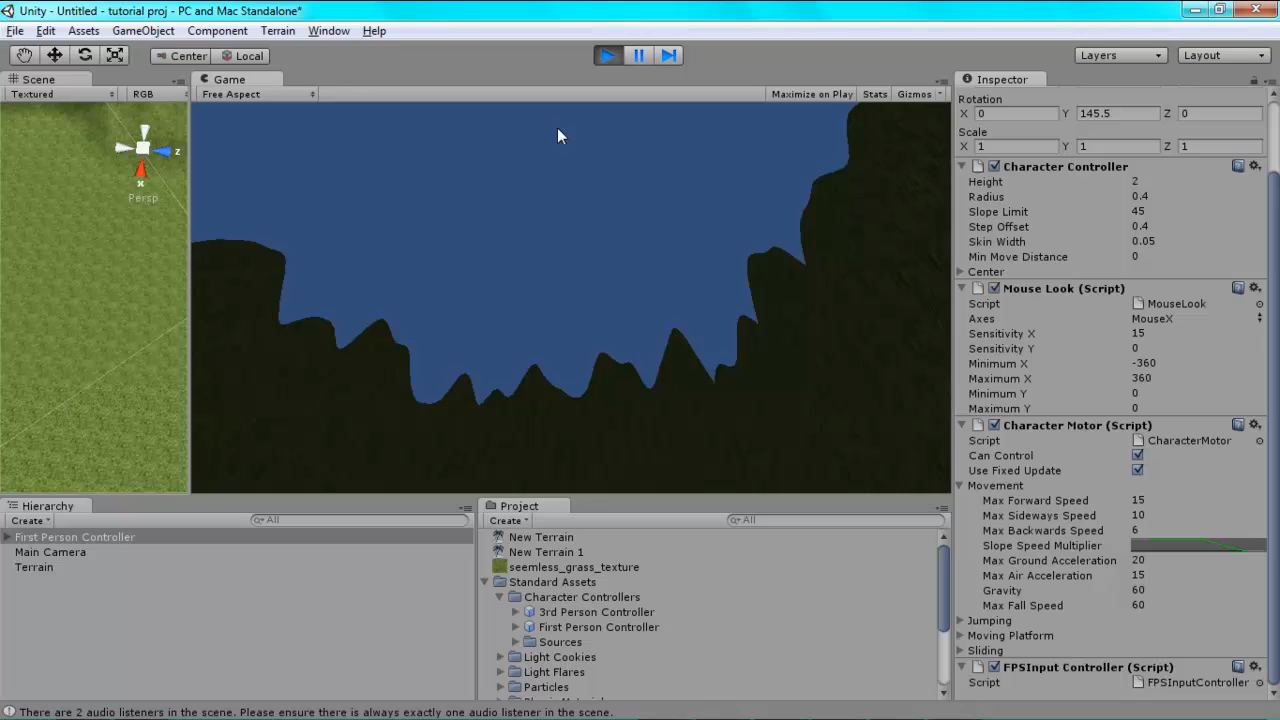 Unity - Untitled - tutorial proj - PC and Mac Standalone*
File Edit Assets GameObject Component Terrain Window Help
Center Local Layers Layout
Scene
Textured RGB
z
x
Persp
Game
Free Aspect Maximize on Play Stats Gizmos
Inspector
Rotation
X 0 Y 145.5 Z 0
Scale
X 1 Y 1 Z 1
Character Controller
Height 2
Radius 0.4
Slope Limit 45
Step Offset 0.4
Skin Width 0.05
Min Move Distance 0
Center
Mouse Look (Script)
Script MouseLook
Axes MouseX
Sensitivity X 15
Sensitivity Y 0
Minimum X -360
Maximum X 360
Minimum Y 0
Maximum Y 0
Character Motor (Script)
Script CharacterMotor
Can Control
Use Fixed Update
Movement
Max Forward Speed 15
Max Sideways Speed 10
Max Backwards Speed 6
Slope Speed Multiplier
Max Ground Acceleration 20
Max Air Acceleration 15
Gravity 60
Max Fall Speed 60
Jumping
Moving Platform
Sliding
FPSInput Controller (Script)
Script FPSInputController
Hierarchy
Create All
First Person Controller
Main Camera
Terrain
Project
Create All
New Terrain
New Terrain 1
seemless_grass_texture
Standard Assets
Character Controllers
3rd Person Controller
First Person Controller
Sources
Light Cookies
Light Flares
Particles
There are 2 audio listeners in the scene. Please ensure there is always exactly one audio listener in the scene.